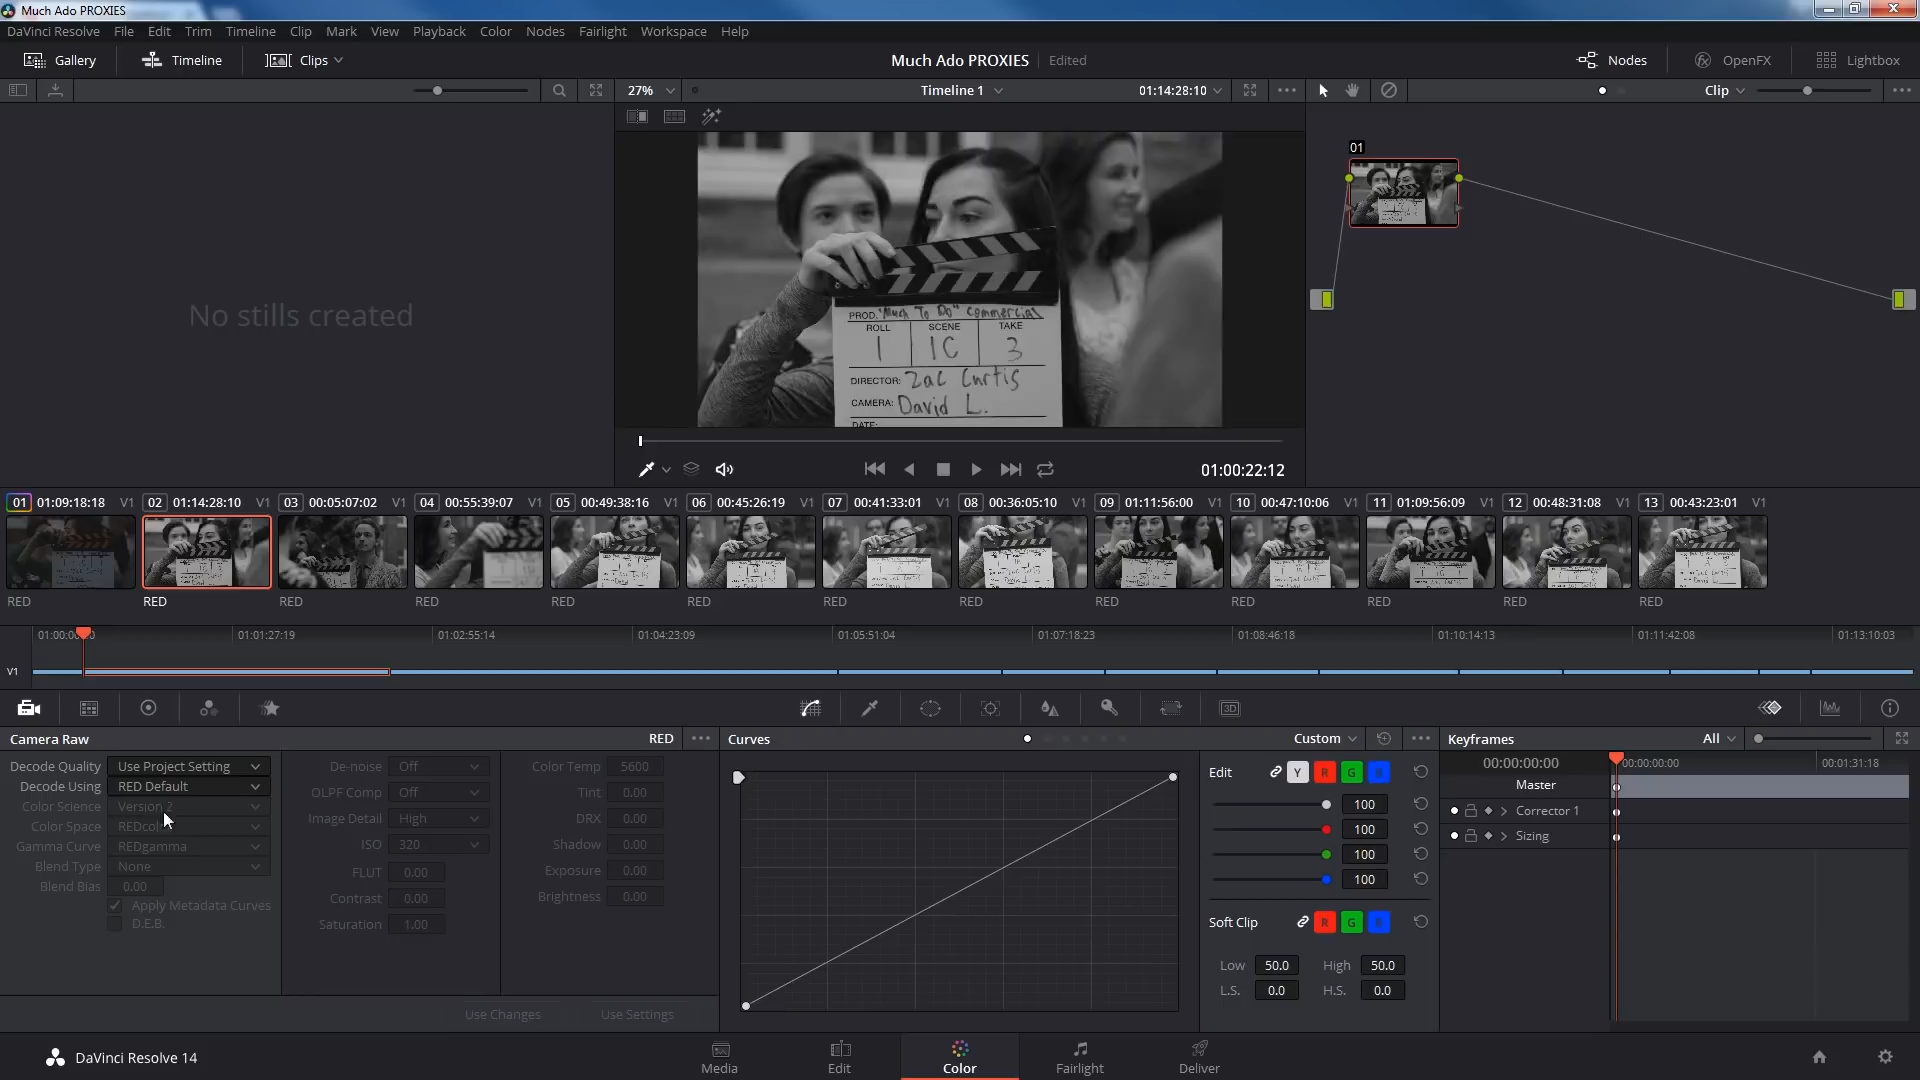 Much Ado PROXIES
DaVinci Resolve File Edit Trim Timeline Clip Mark View Playback Color Nodes Fairlight Workspace Help
Gallery Timeline Clips Much Ado PROXIES Edited Nodes OpenFX Lightbox
27% Timeline 1 01:14:28:10 Clip
01
No stills created
PROD. "Much To Do" Commercial
ROLL SCENE TAKE
1 1C 3
DIRECTOR: Zac Curtis
CAMERA: David L.
DATE:
01:00:22:12
01 01:09:18:18 V1 02 01:14:28:10 V1 03 00:05:07:02 V1 04 00:55:39:07 V1 05 00:49:38:16 V1 06 00:45:26:19 V1 07 00:41:33:01 V1 08 00:36:05:10 V1 09 01:11:56:00 V1 10 00:47:10:06 V1 11 01:09:56:09 V1 12 00:48:31:08 V1 13 00:43:23:01 V1
RED RED RED RED RED RED RED RED RED RED RED RED RED
01:00:00 0 01:01:27:19 01:02:55:14 01:04:23:09 01:05:51:04 01:07:18:23 01:08:46:18 01:10:14:13 01:11:42:08 01:13:10:03
V1
3D
Camera Raw RED Curves Custom Keyframes All
Decode Quality Use Project Setting
Decode Using RED Default
Color Science Version 2
Color Space
Gamma Curve REDgamma
Blend Type None
Blend Bias 0.00
Apply Metadata Curves
D.E.B.
De-noise Off
OLPF Comp Off
Image Detail High
ISO 320
FLUT 0.00
Contrast 0.00
Saturation 1.00
Color Temp 5600
Tint 0.00
DRX 0.00
Shadow 0.00
Exposure 0.00
Brightness 0.00
Use Changes Use Settings
Edit Y R G B
100
100
100
100
Soft Clip R G B
Low 50.0 High 50.0
L.S. 0.0 H.S. 0.0
00:00:00:00 00:00:00:00 00:01:31:18
Master
Corrector 1
Sizing
DaVinci Resolve 14 Media Edit Color Fairlight Deliver